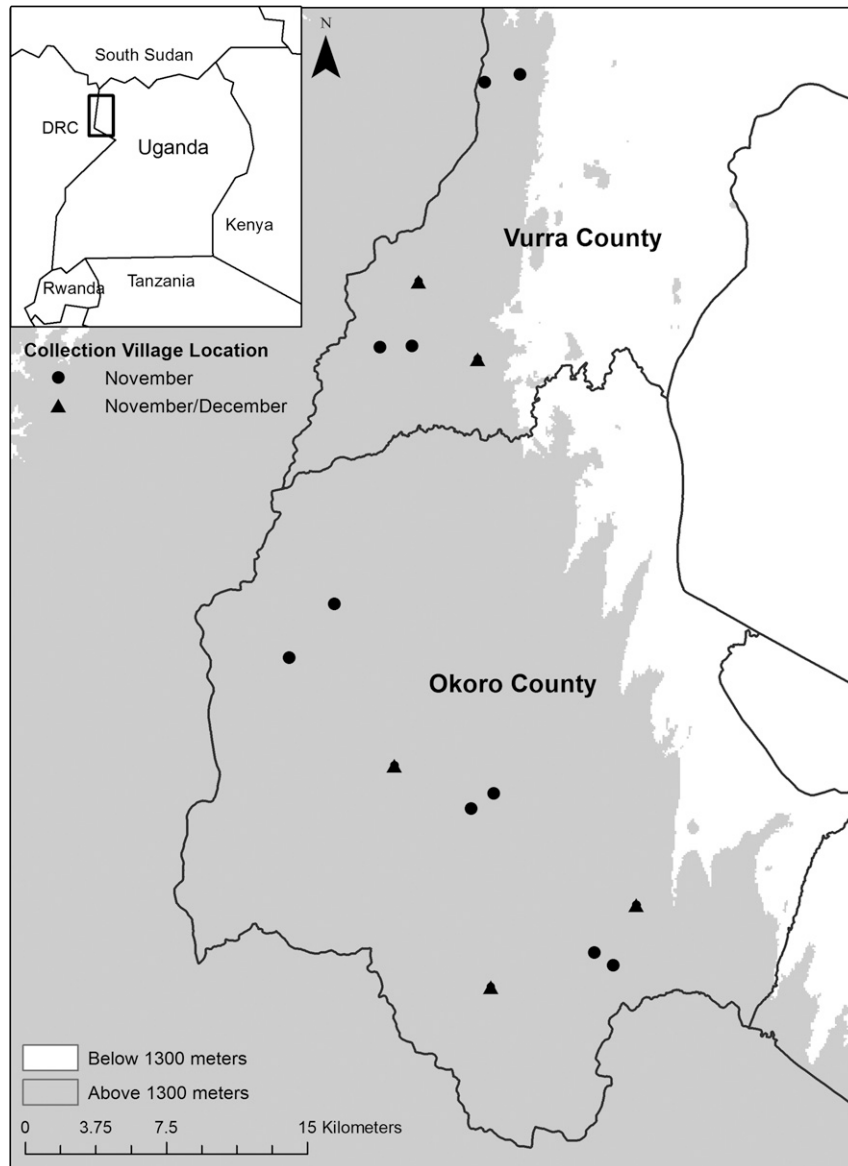 N
South Sudan
DRC
Uganda
Kenya
Rwanda
Tanzania
Vurra County
Collection Village Location
November
November/December
Okoro County
Below 1300 meters
Above 1300 meters
0 3.75 7.5 15 Kilometers